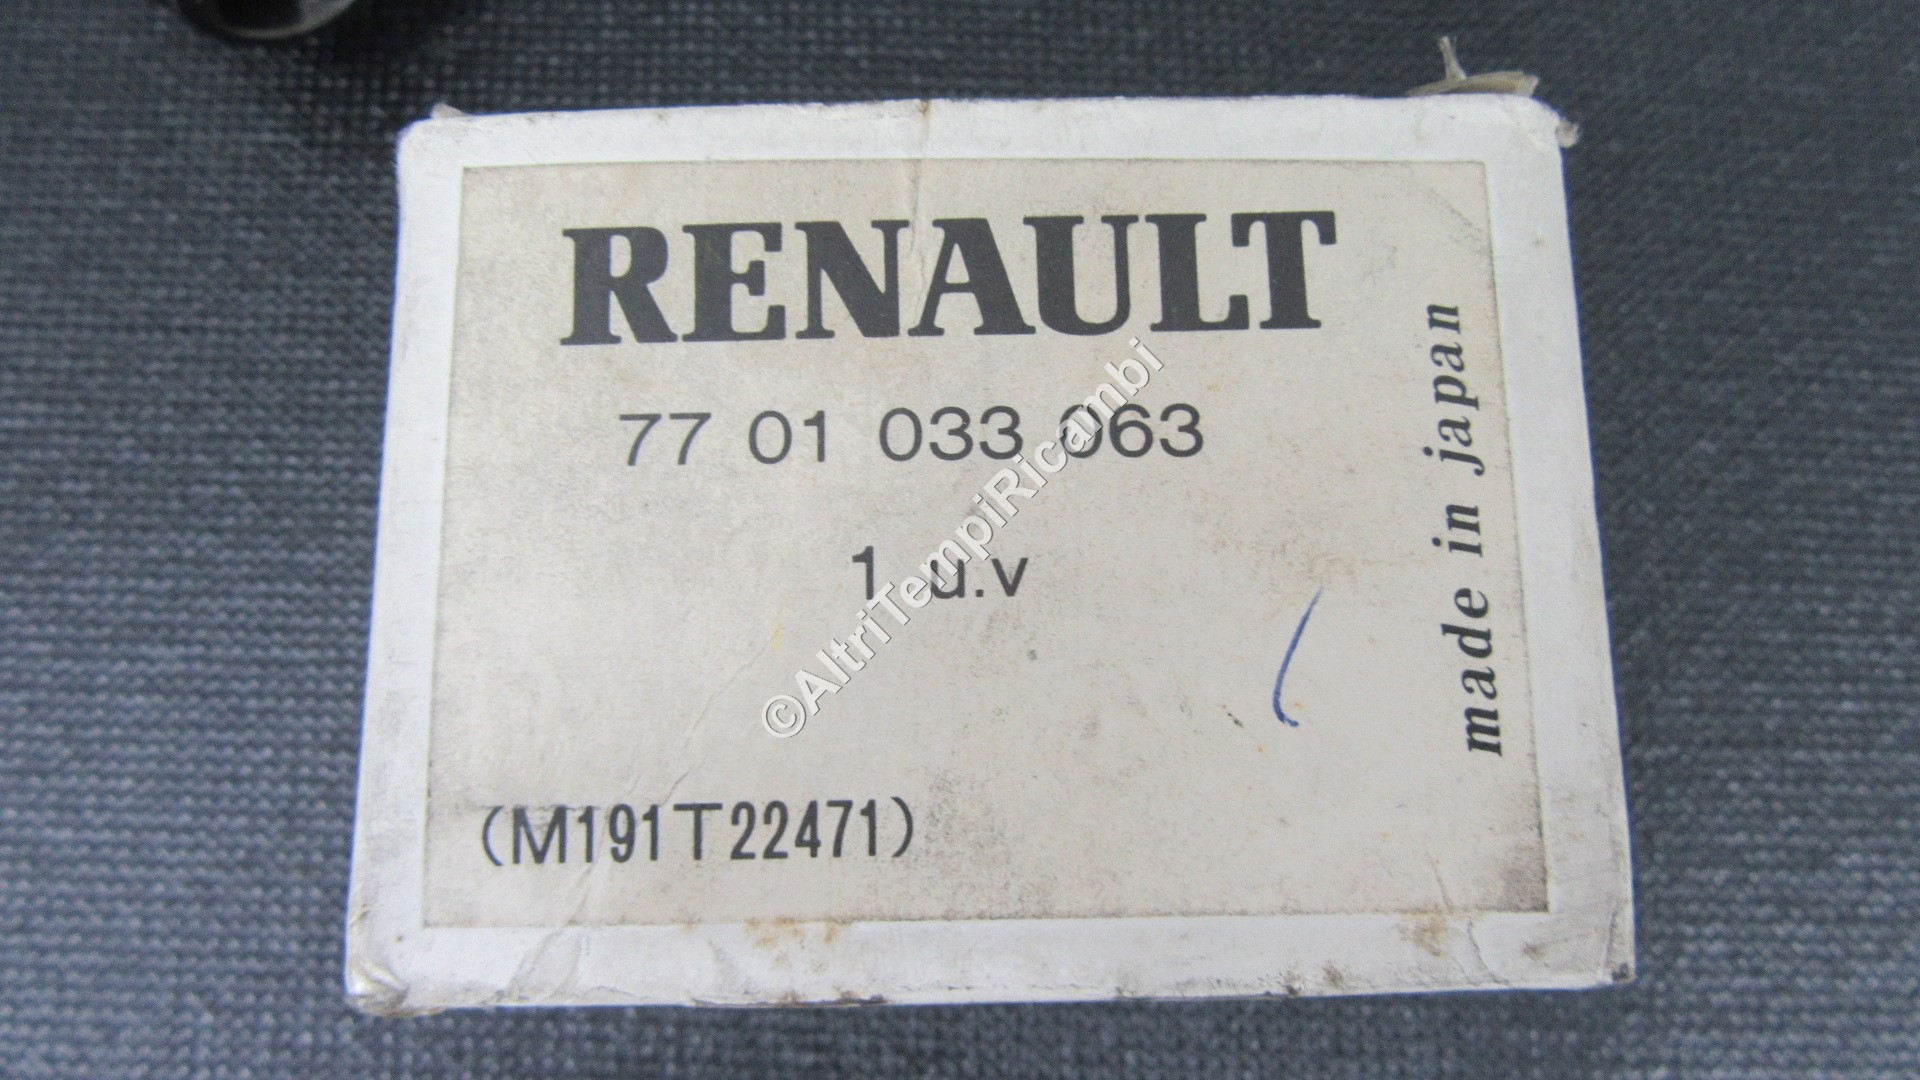 RENAULT
77 01 033 063
1 u.v
(M191T22471)
made in japan
©AltriTempiRicambi